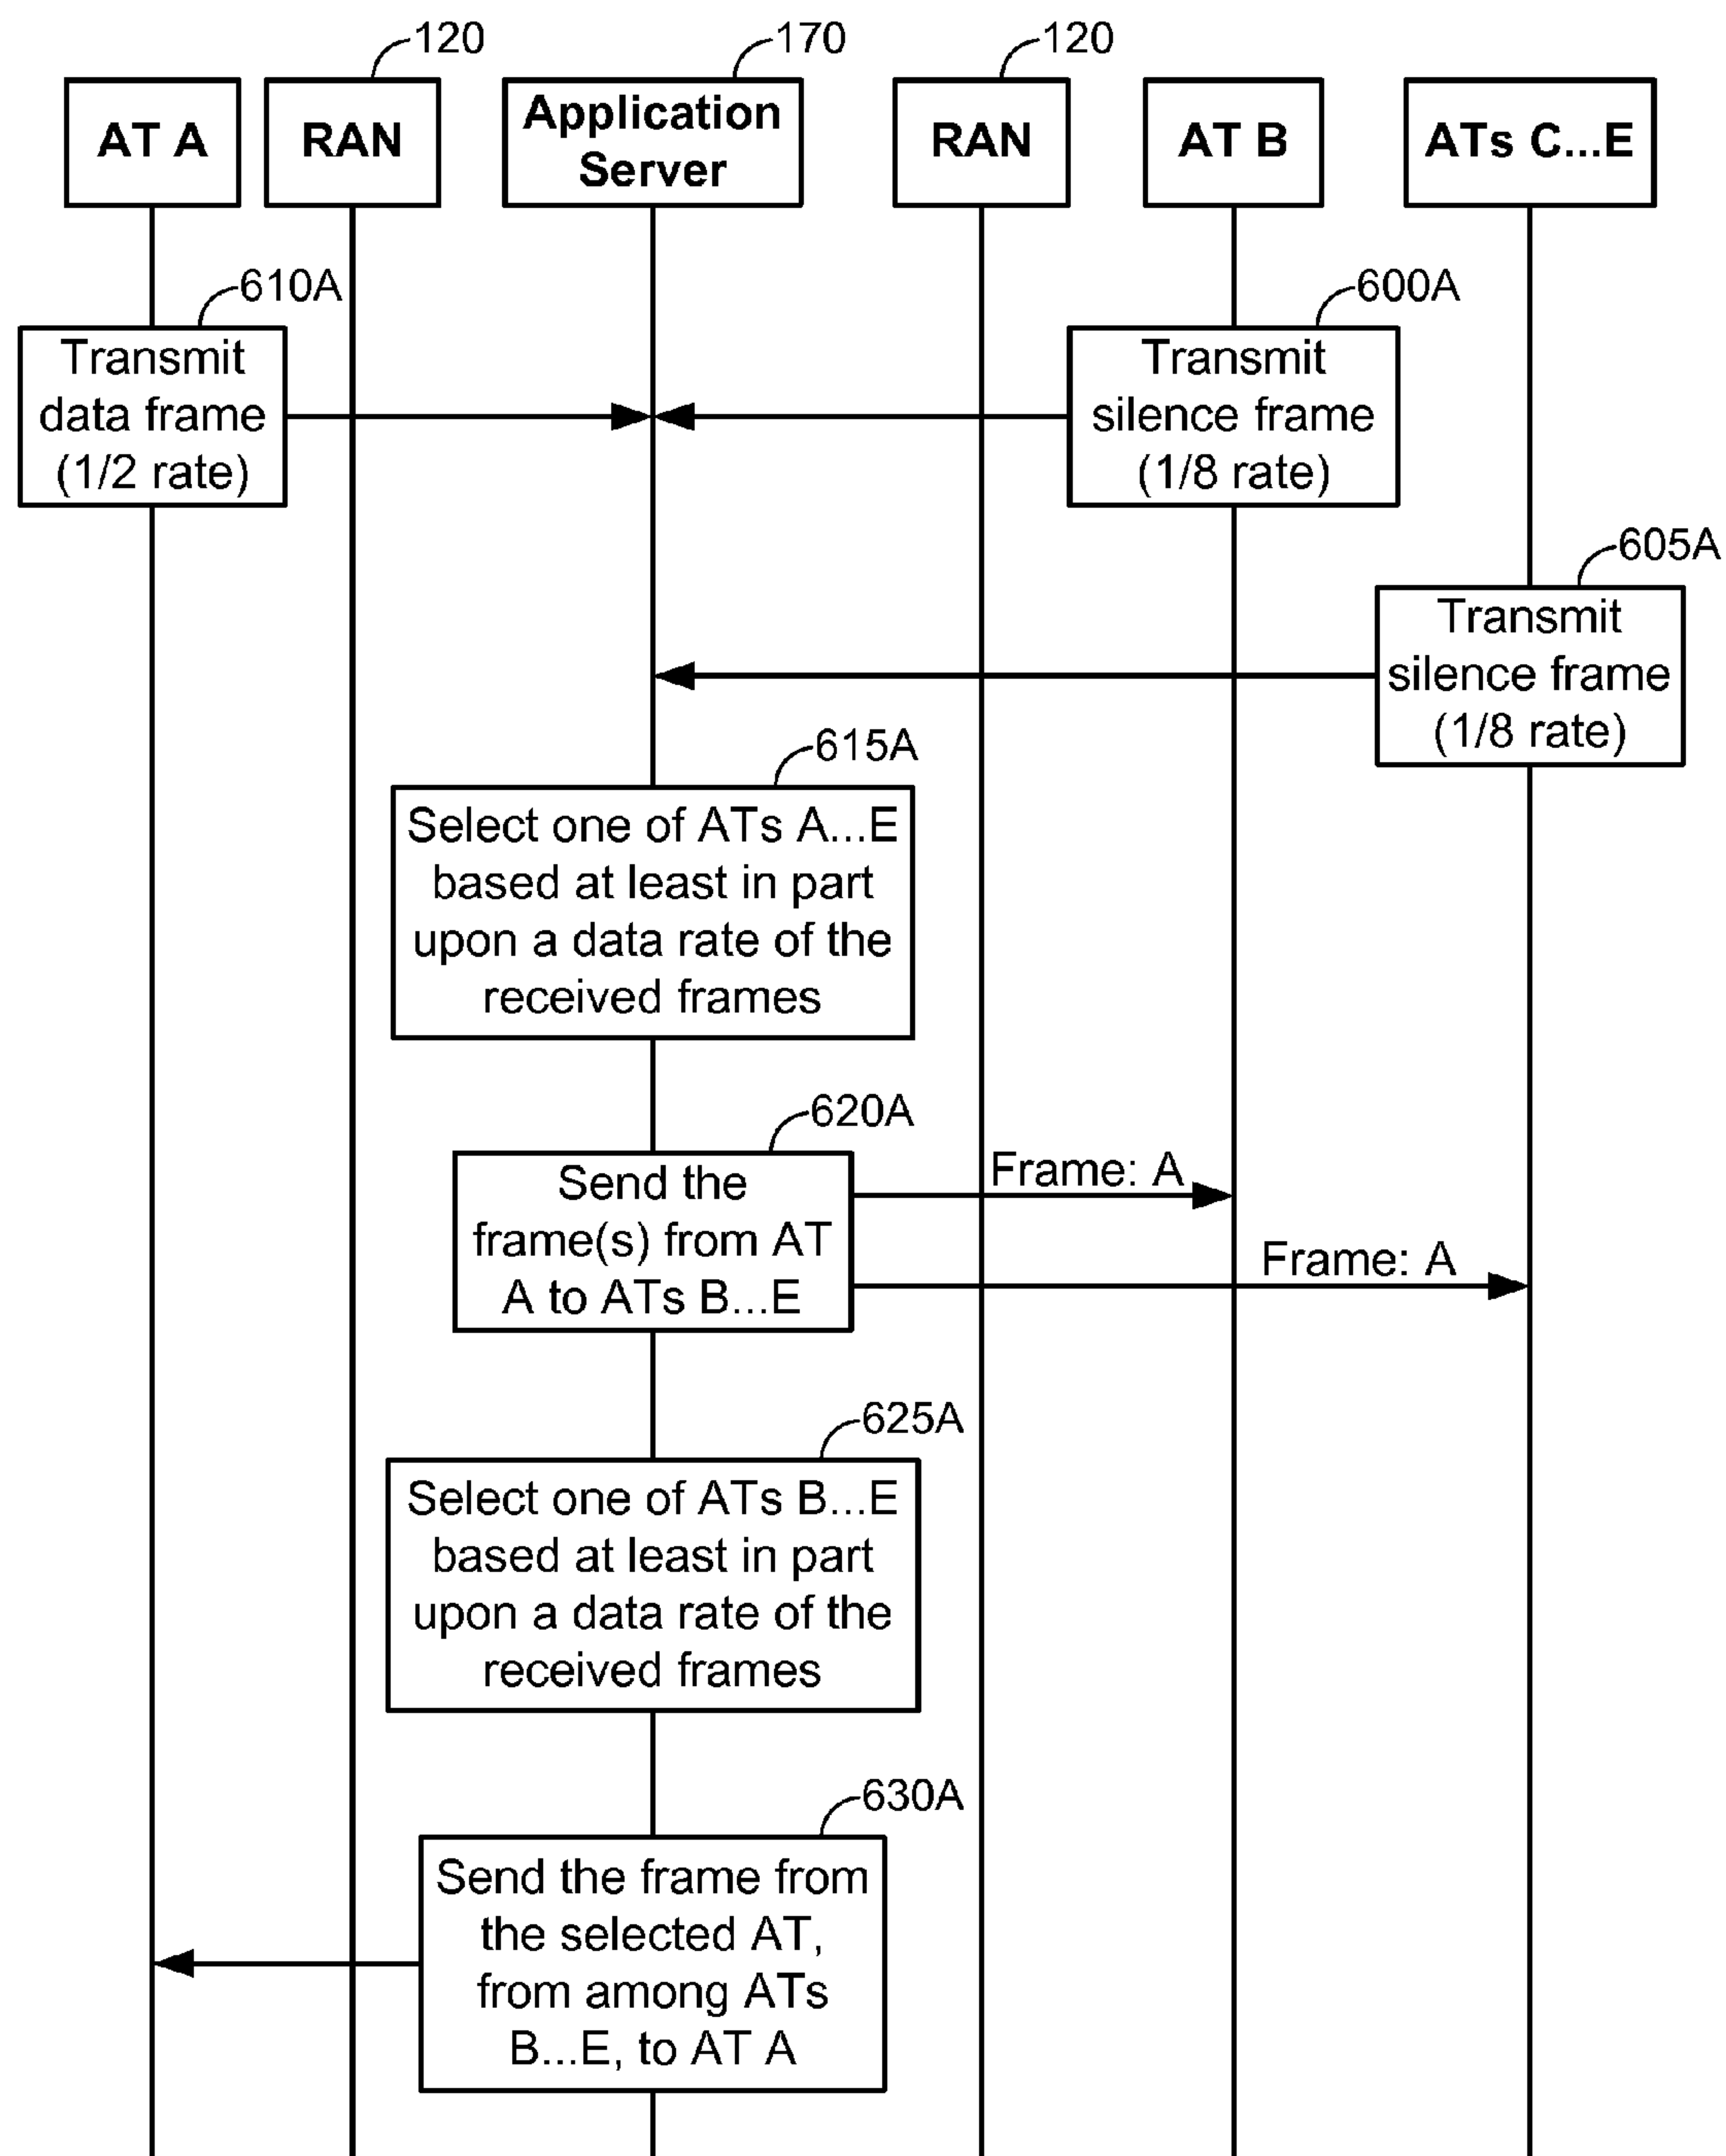 120
170
120
AT A
RAN
Application
Server
RAN
AT B
ATs C...E
610A
600A
Transmit
data frame
(1/2 rate)
Transmit
silence frame
(1/8 rate)
605A
Transmit
silence frame
(1/8 rate)
615A
Select one of ATs A...E
based at least in part
upon a data rate of the
received frames
620A
Send the
frame(s) from AT
A to ATs B...E
Frame: A
Frame: A
625A
Select one of ATs B...E
based at least in part
upon a data rate of the
received frames
630A
Send the frame from
the selected AT,
from among ATs
B...E, to AT A